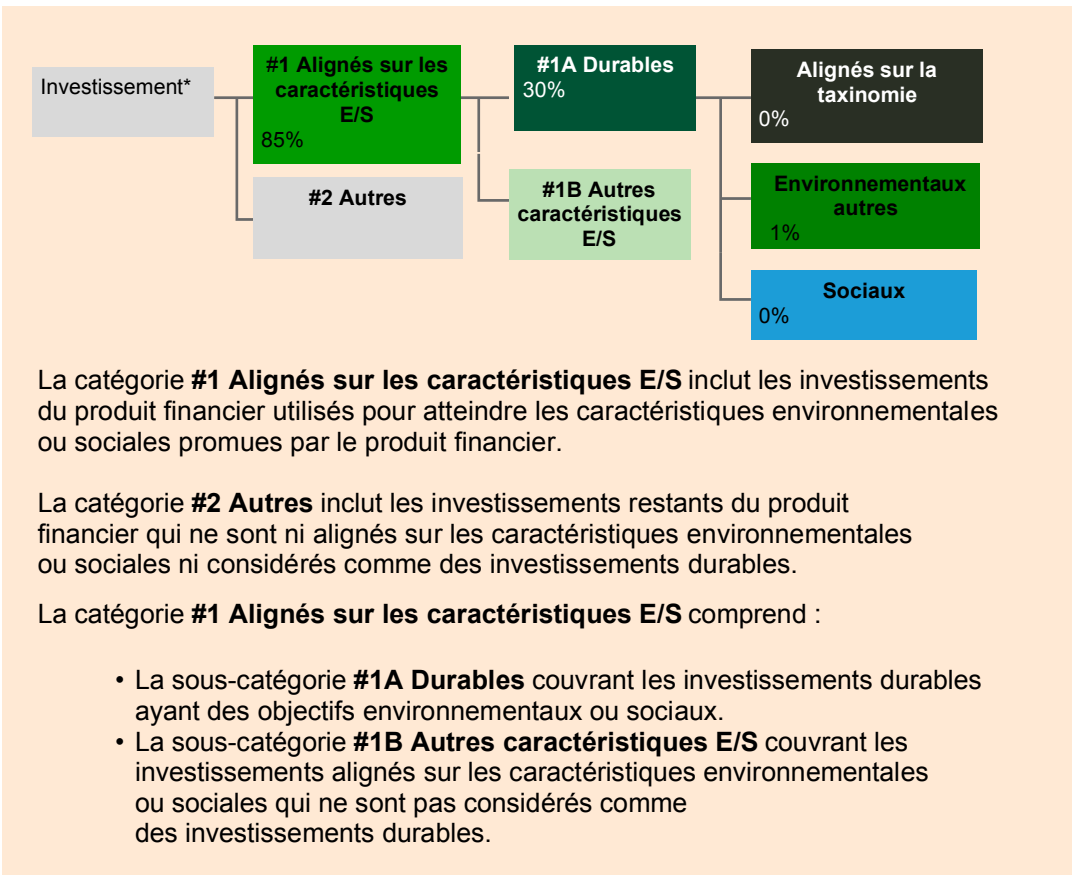 Investissement*
#1 Alignés sur les
caractéristiques
E/S
85%
#2 Autres
#1A Durables
30%
#1B Autres
caractéristiques
E/S
Alignés sur la
taxinomie
0%
Environnementaux
autres
1%
Sociaux
0%
La catégorie #1 Alignés sur les caractéristiques E/S inclut les investissements
du produit financier utilisés pour atteindre les caractéristiques environnementales
ou sociales promues par le produit financier.
La catégorie #2 Autres inclut les investissements restants du produit
financier qui ne sont ni alignés sur les caractéristiques environnementales
ou sociales ni considérés comme des investissements durables.
La catégorie #1 Alignés sur les caractéristiques E/S comprend :
• La sous-catégorie #1A Durables couvrant les investissements durables
ayant des objectifs environnementaux ou sociaux.
• La sous-catégorie #1B Autres caractéristiques E/S couvrant les
investissements alignés sur les caractéristiques environnementales
ou sociales qui ne sont pas considérés comme
des investissements durables.